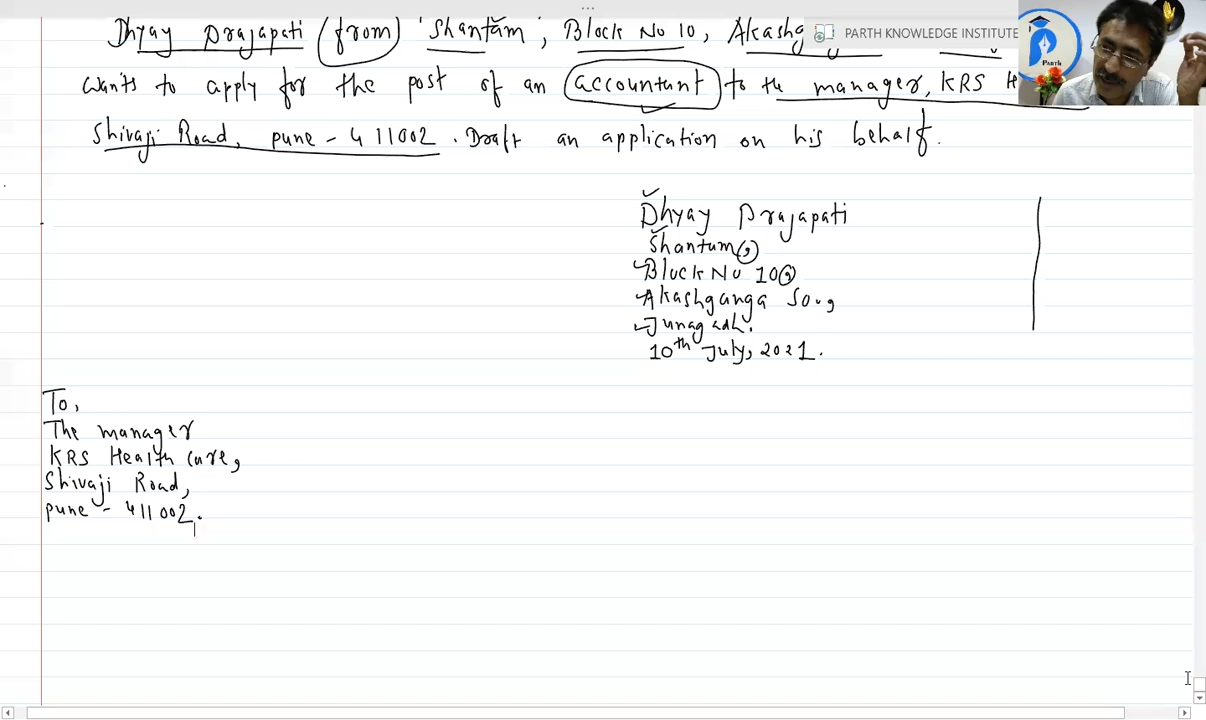 Dhyay Prajapati (from) 'Shantam', Block No 10, Akashg
PARTH KNOWLEDGE INSTITUTE
Parth
wants to apply for the post of an accountant to the manager, KRS H
Shivaji Road, pune - 411002. Draft an application on his behalf.
Dhyay Prajapati
Shantam,
Block No 10,
Akashganga Soc,
Junagadh.
10th July, 2021.
To,
The manager
KRS Health Care,
Shivaji Road,
pune - 411002.